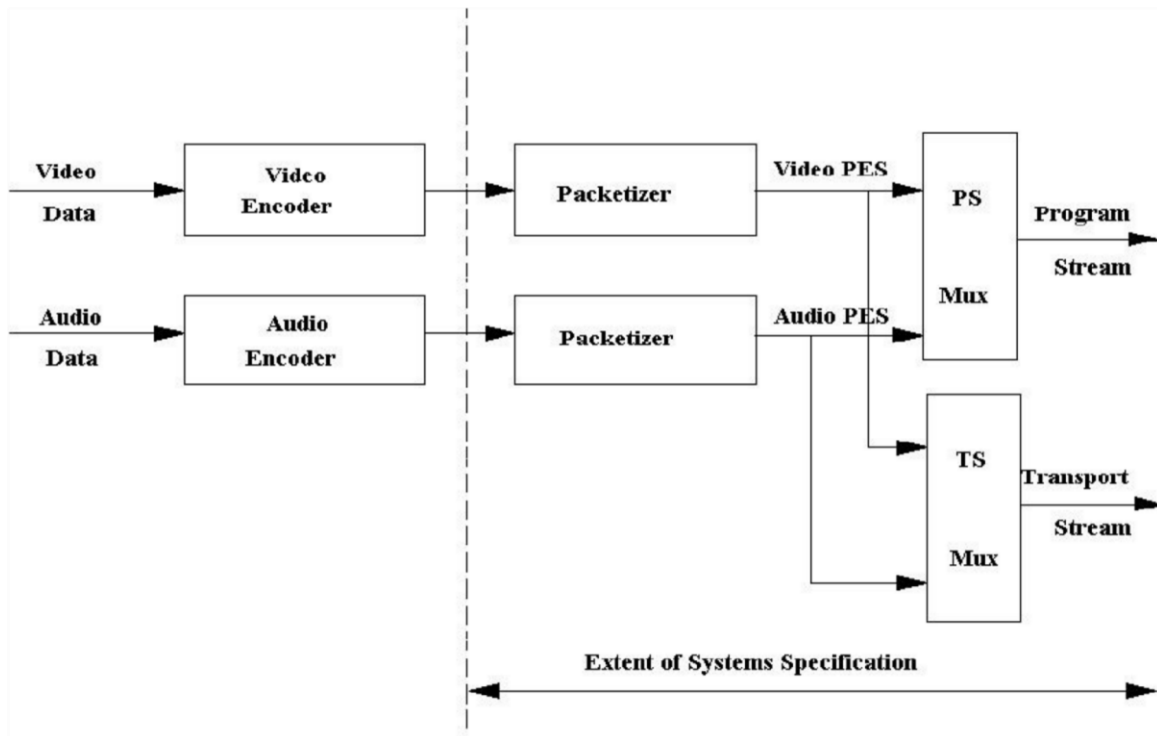 Video
Data
Video
Encoder
Packetizer
Video PES
PS
Mux
Program
Stream
Audio
Data
Audio
Encoder
Packetizer
Audio PES
TS
Mux
Transport
Stream
Extent of Systems Specification